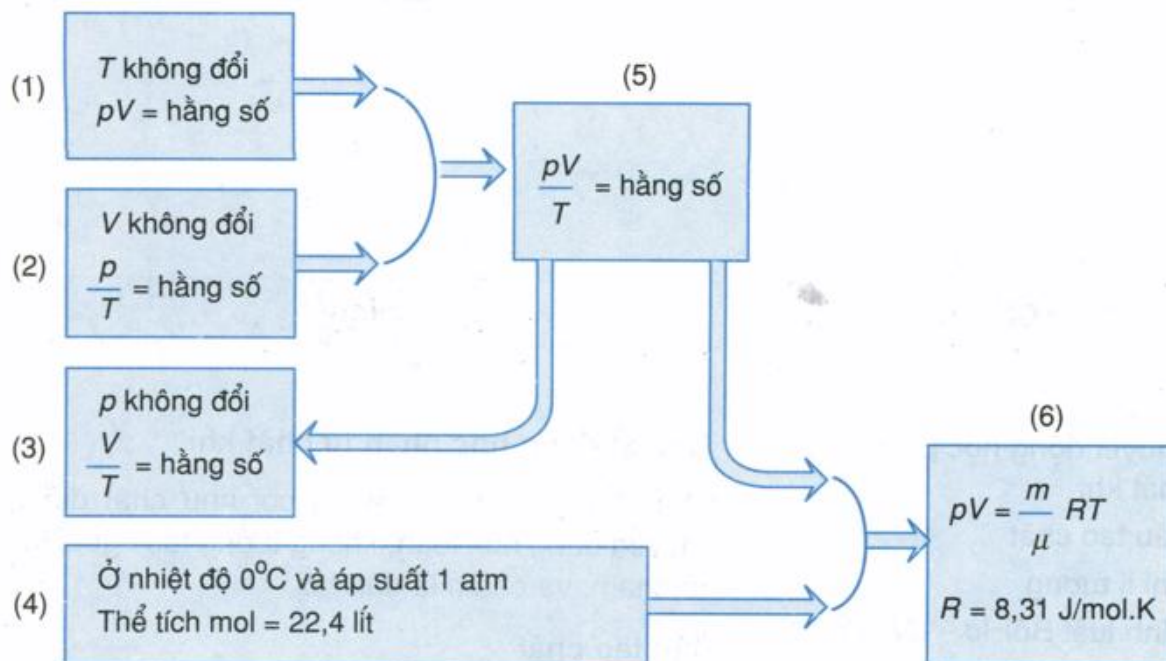 (1)
T không đổi
pV = hằng số
(2)
V không đổi
p/T = hằng số
(3)
p không đổi
V/T = hằng số
(4)
Ở nhiệt độ 0°C và áp suất 1 atm
Thể tích mol = 22,4 lít
(5)
pV/T = hằng số
(6)
pV = m/μ RT
R = 8,31 J/mol.K